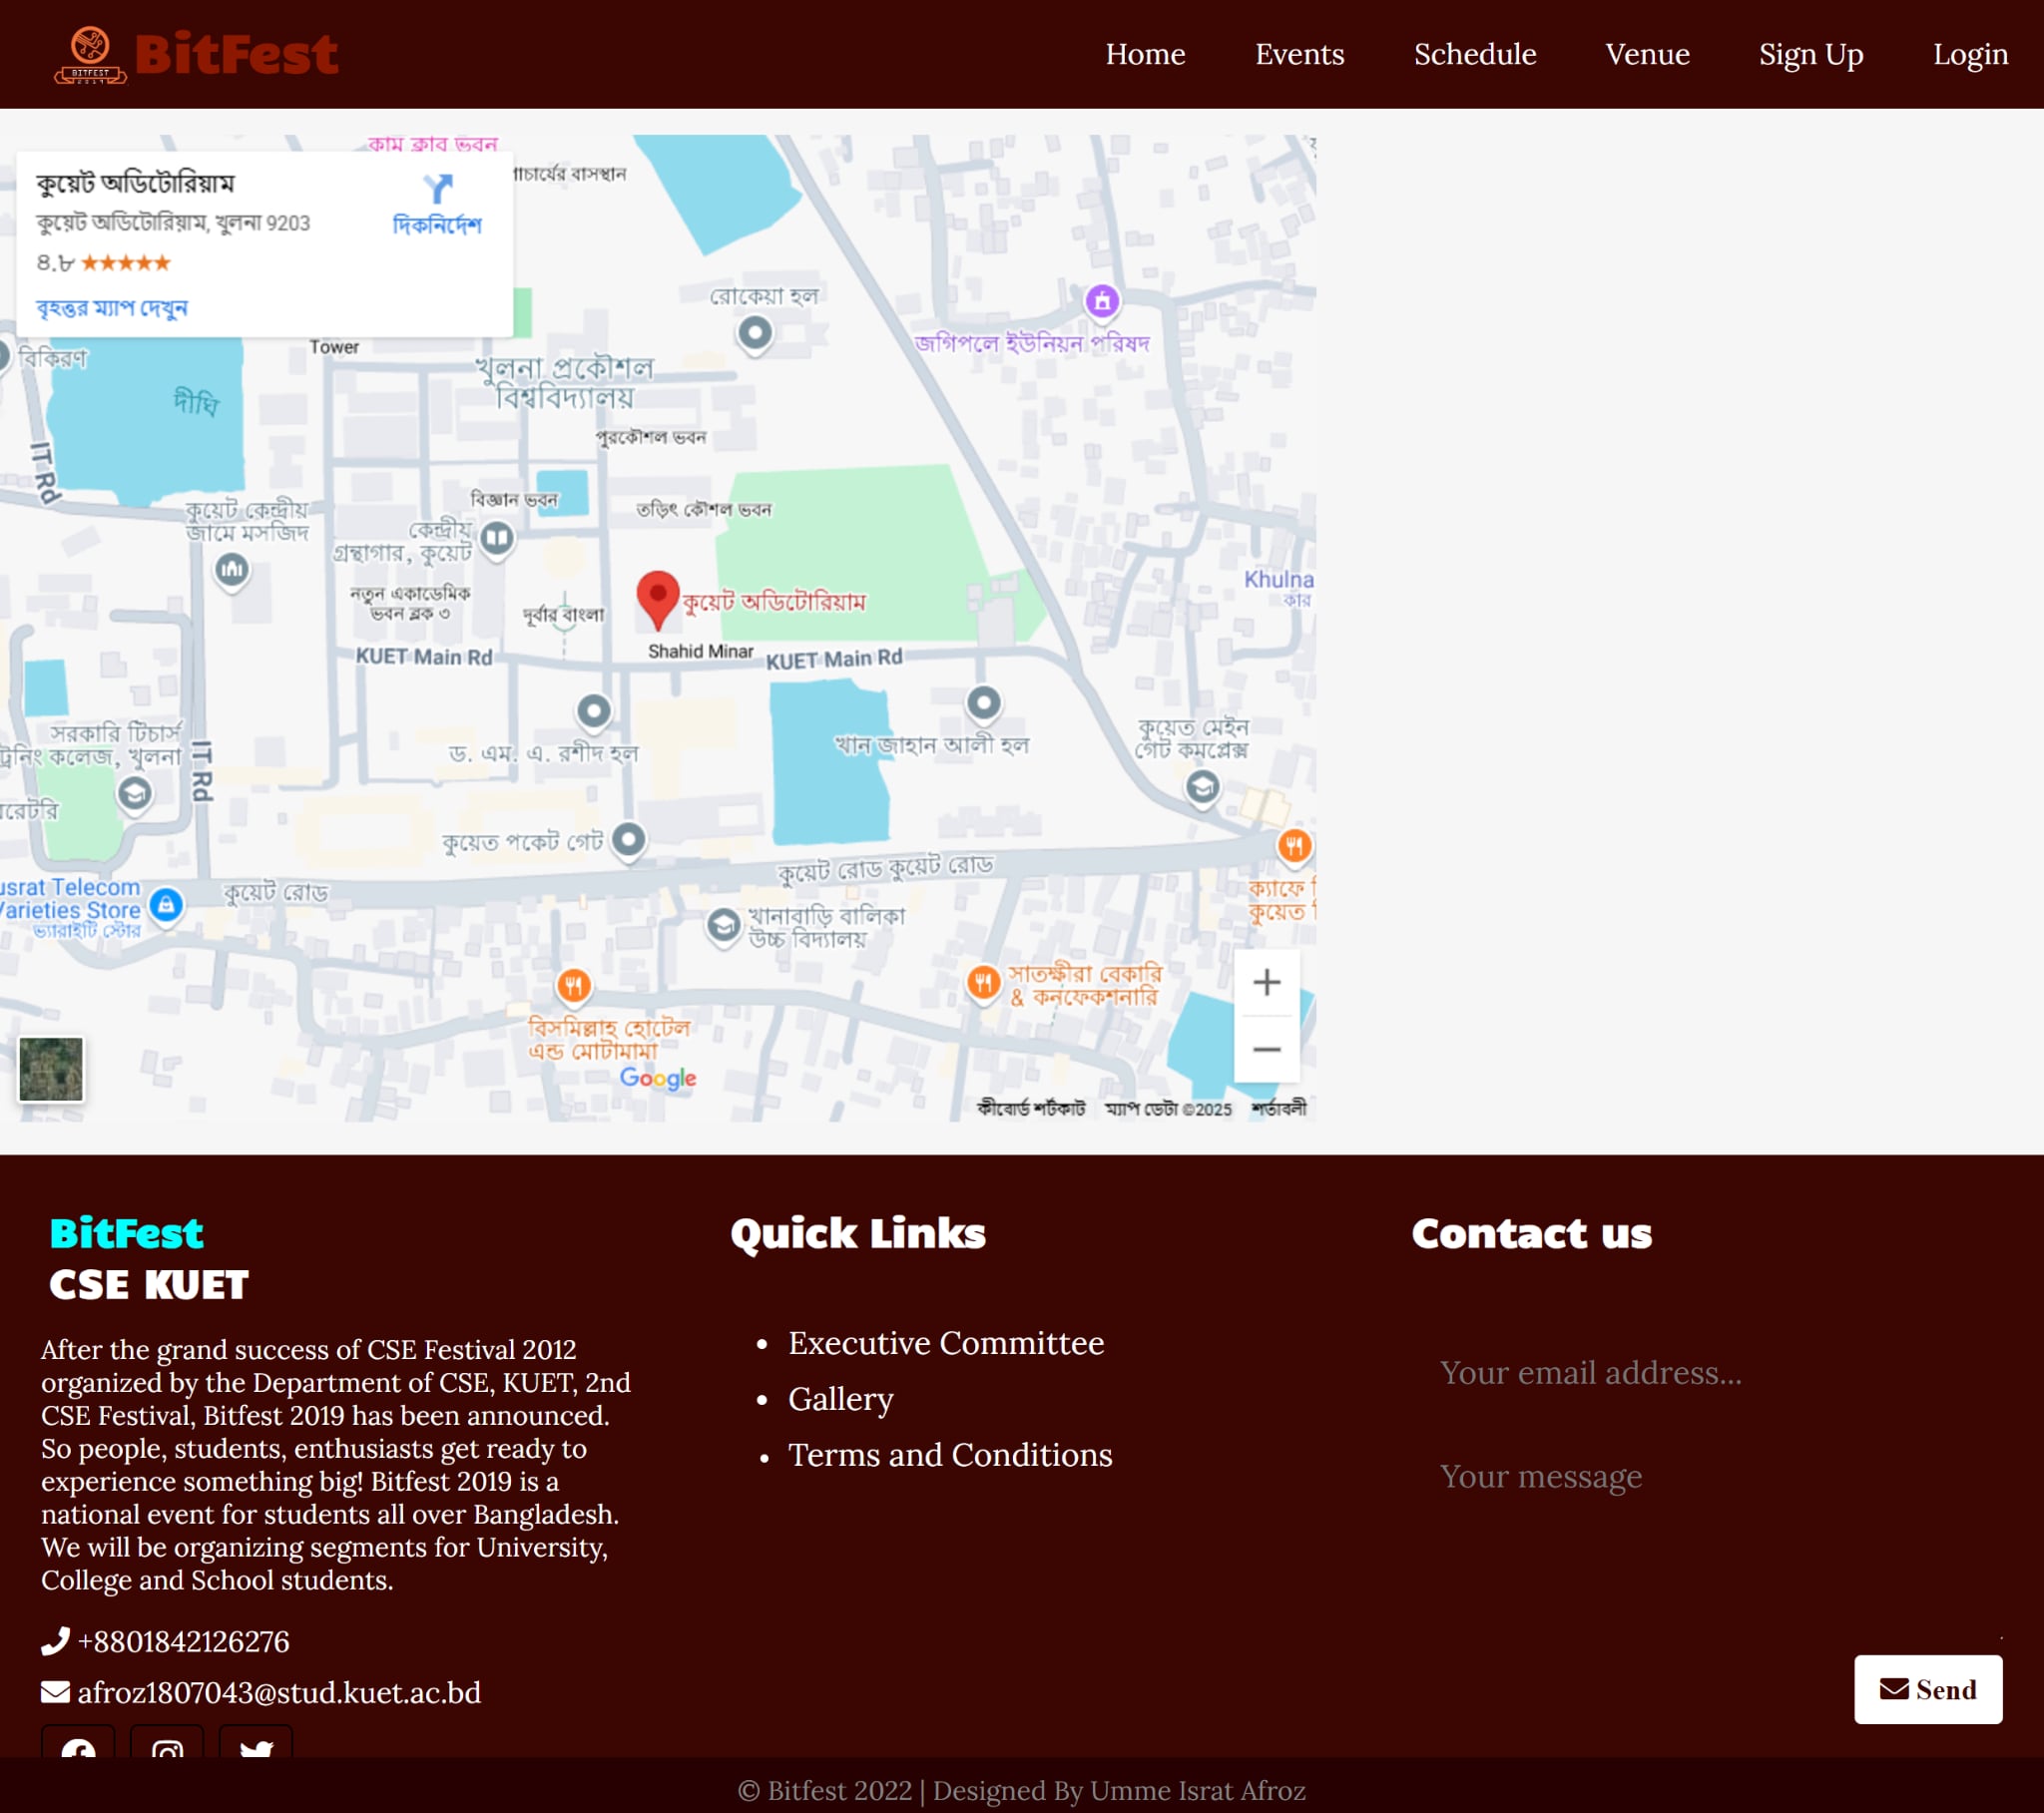 BITFEST
2019
BitFest
Home
Events
Schedule
Venue
Sign Up
Login
কুয়েট অডিটোরিয়াম
কুয়েট অডিটোরিয়াম, খুলনা 9203
৪.৮
দিকনির্দেশ
বৃহত্তর ম্যাপ দেখুন
বাসস্থান
রোকেয়া হল
জগিপলে ইউনিয়ন পরিষদ
Tower
বিকিরণ
দীঘি
খুলনা প্রকৌশল
বিশ্ববিদ্যালয়
পুরকৌশল ভবন
IT Rd
কুয়েট কেন্দ্রীয়
জামে মসজিদ
বিজ্ঞান ভবন
তড়িৎ কৌশল ভবন
কেন্দ্রীয়
গ্রন্থাগার, কুয়েট
নতুন একাডেমিক
ভবন ব্লক ৩
দূর্বার বাংলা
কুয়েট অডিটোরিয়াম
Khulna
কার
KUET Main Rd
Shahid Minar
KUET Main Rd
সরকারি টিচার্স
ট্রেনিং কলেজ, খুলনা
IT Rd
ড. এম. এ. রশীদ হল
খান জাহান আলী হল
কুয়েত মেইন
গেট কমপ্লেক্স
কুয়েত পকেট গেট
কুয়েট রোড কুয়েট রোড
কুয়েট রোড
usrat Telecom
Varieties Store
ভ্যারাইটি স্টোর
ক্যাফে
কুয়েত
খানাবাড়ি বালিকা
উচ্চ বিদ্যালয়
সাতক্ষীরা বেকারি
& কনফেকশনারি
বিসমিল্লাহ হোটেল
এন্ড মোটামামা
Google
কীবোর্ড শর্টকাট
ম্যাপ ডেটা ©2025
শর্তাবলী
BitFest
CSE KUET
After the grand success of CSE Festival 2012
organized by the Department of CSE, KUET, 2nd
CSE Festival, Bitfest 2019 has been announced.
So people, students, enthusiasts get ready to
experience something big! Bitfest 2019 is a
national event for students all over Bangladesh.
We will be organizing segments for University,
College and School students.
+8801842126276
afroz1807043@stud.kuet.ac.bd
Quick Links
• Executive Committee
• Gallery
• Terms and Conditions
Contact us
Your email address...
Your message
Send
© Bitfest 2022 | Designed By Umme Israt Afroz